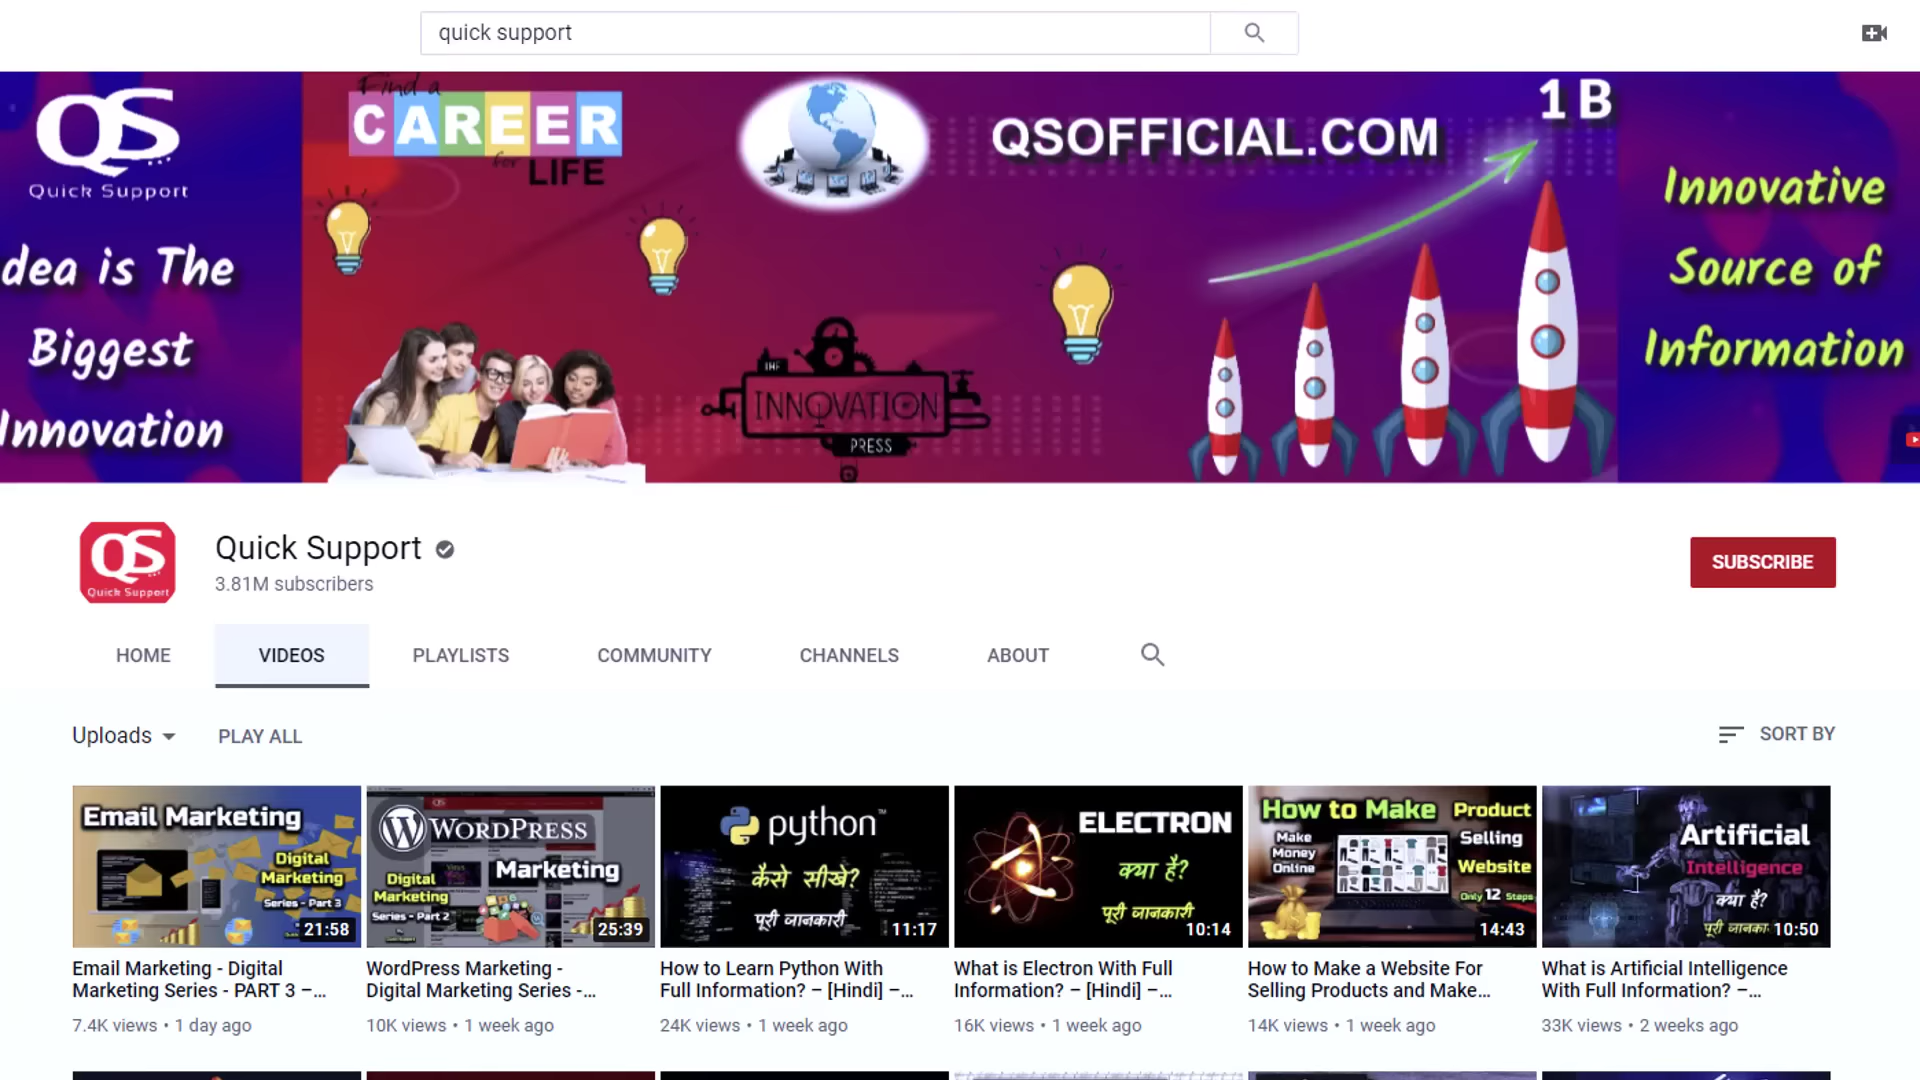 quick support
QS
Quick Support
dea is The
Biggest
Innovation
Find a
CAREER
for
LIFE
QSOFFICIAL.COM
1 B
THE
INNOVATION
PRESS
Innovative
Source of
Information
QS
Quick Support
Quick Support
3.81M subscribers
SUBSCRIBE
HOME
VIDEOS
PLAYLISTS
COMMUNITY
CHANNELS
ABOUT
Uploads
PLAY ALL
SORT BY
Email Marketing
Digital
Marketing
Series - Part 3
21:58
WORDPRESS
Marketing
Digital
Marketing
Series - Part 2
25:39
python™
कैसे सीखे?
पूरी जानकारी
11:17
ELECTRON
क्या है?
पूरी जानकारी
10:14
How to Make
Product
Selling
Website
Only 12 Steps
Make
Money
Online
14:43
Artificial
Intelligence
क्या है?
पूरी जानका
10:50
Email Marketing - Digital
Marketing Series - PART 3 –...
7.4K views • 1 day ago
WordPress Marketing -
Digital Marketing Series -...
10K views • 1 week ago
How to Learn Python With
Full Information? – [Hindi] –...
24K views • 1 week ago
What is Electron With Full
Information? – [Hindi] –...
16K views • 1 week ago
How to Make a Website For
Selling Products and Make...
14K views • 1 week ago
What is Artificial Intelligence
With Full Information? –...
33K views • 2 weeks ago